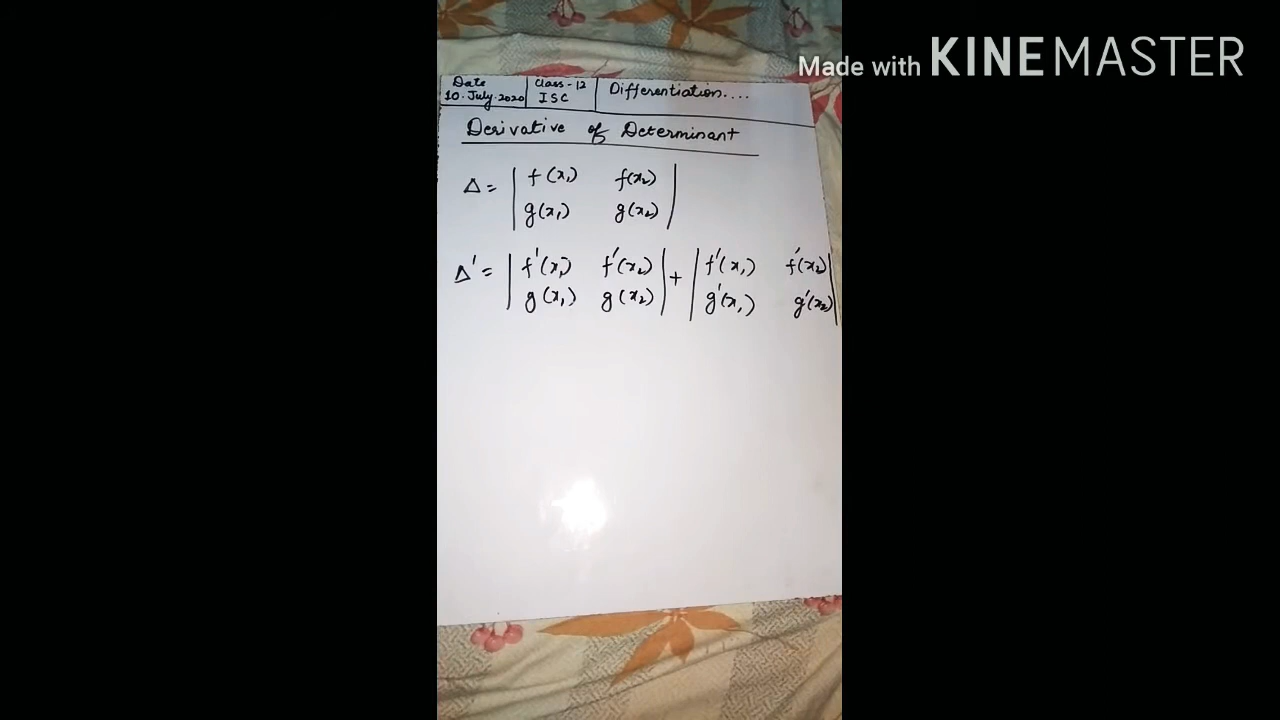 Made with KINEMASTER
Date
10.July.2020
Class-12
ISC
Differentiation....
Derivative of Determinant
Δ = | f(x₁) f(x₂) |
| g(x₁) g(x₂) |
Δ' = | f'(x₁) f'(x₂) | + | f'(x₁) f'(x₂) |
| g(x₁) g(x₂) | | g'(x₁) g'(x₂) |